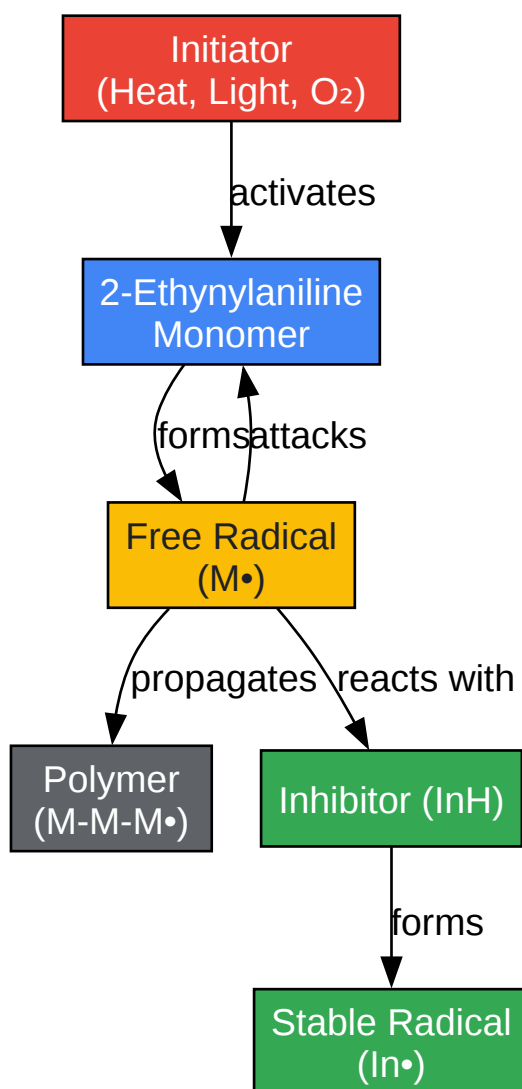 Initiator
(Heat, Light, O₂)
activates
2-Ethynylaniline
Monomer
forms
attacks
Free Radical
(M•)
propagates
reacts with
Polymer
(M-M-M•)
Inhibitor (InH)
forms
Stable Radical
(In•)